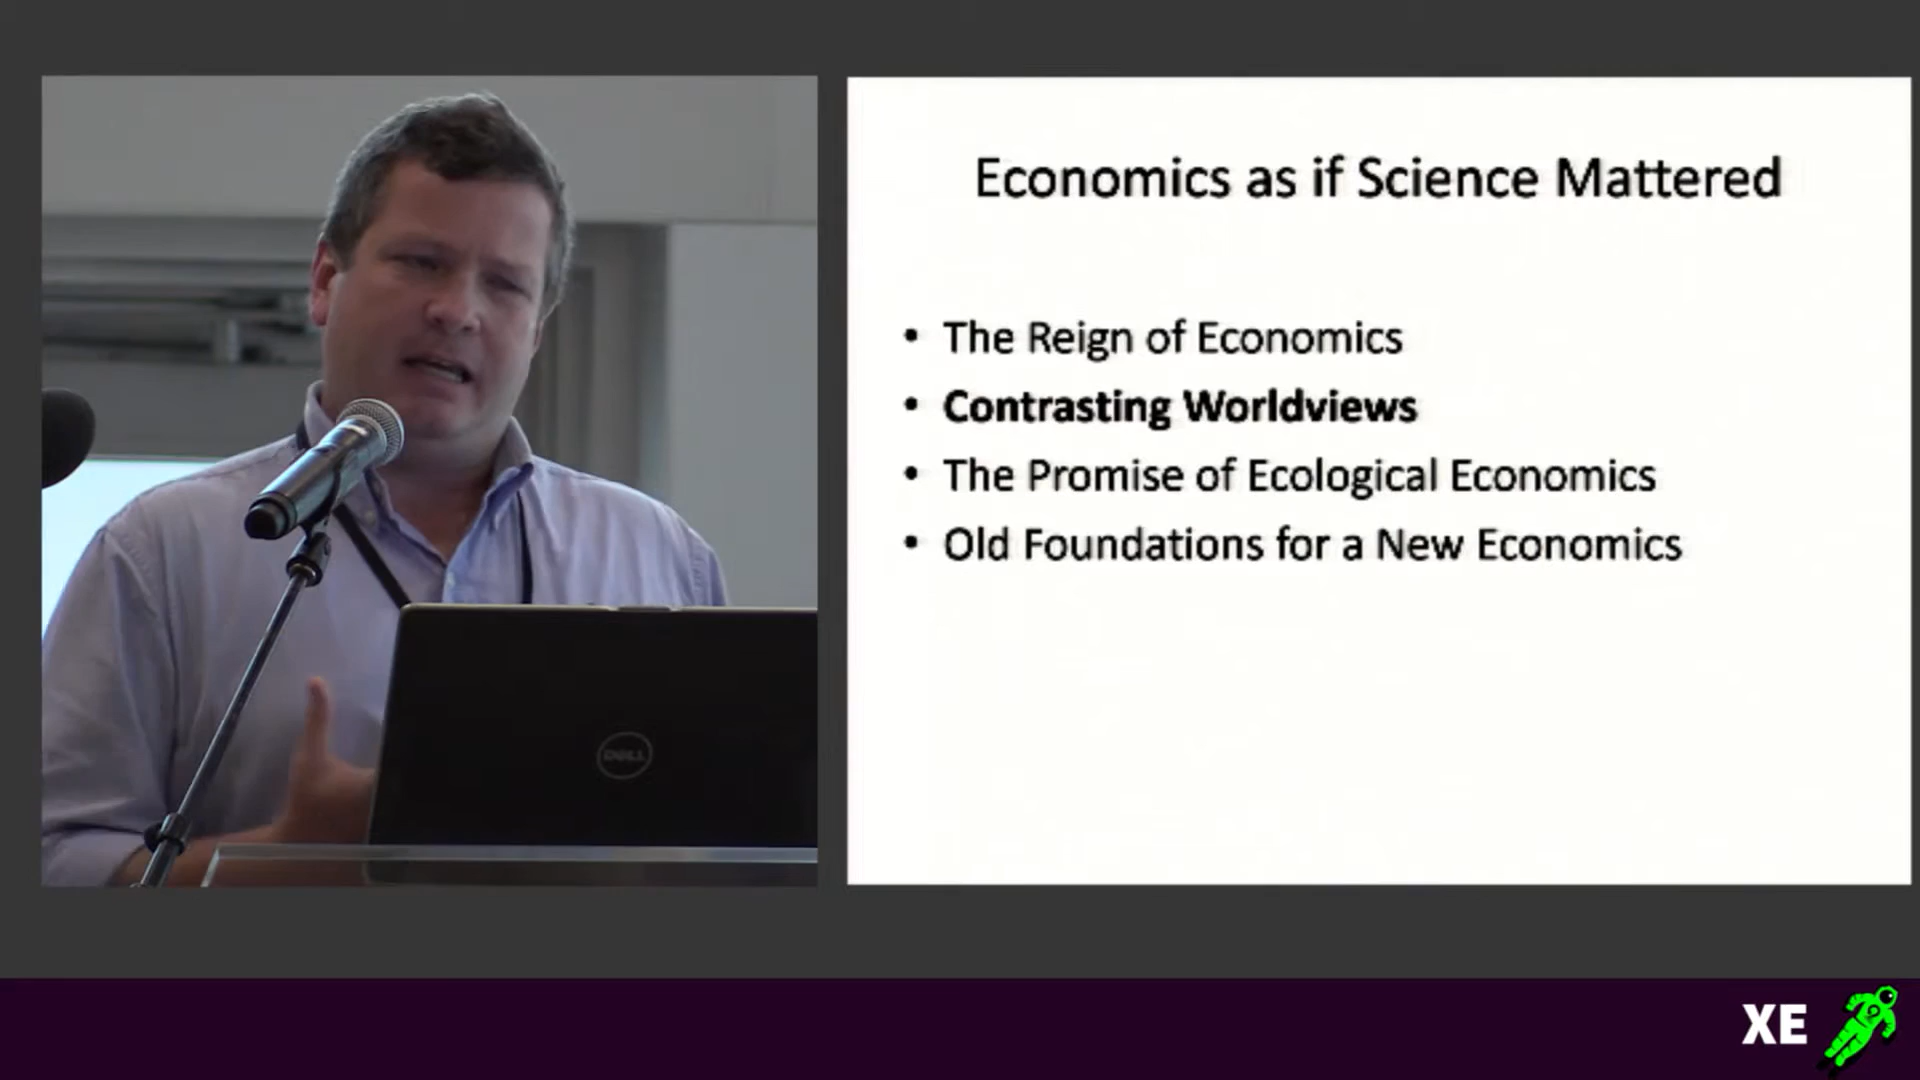 Economics as if Science Mattered
• The Reign of Economics
• Contrasting Worldviews
• The Promise of Ecological Economics
• Old Foundations for a New Economics
DELL
XE